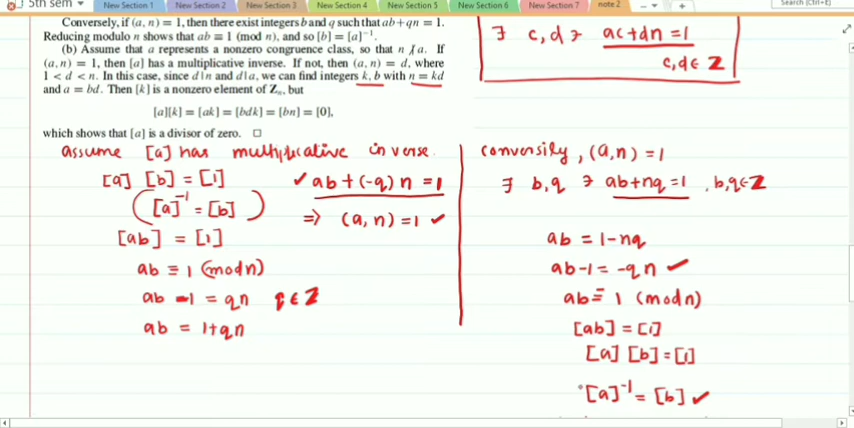 5th sem
New Section 1
New Section 2
New Section 3
New Section 4
New Section 5
New Section 6
New Section 7
note 2
Search (Ctrl+E)
Conversely, if (a, n) = 1, then there exist integers b and q such that ab + qn = 1.
Reducing modulo n shows that ab ≡ 1 (mod n), and so [b] = [a]⁻¹.
(b) Assume that a represents a nonzero congruence class, so that n ∤ a. If
(a, n) = 1, then [a] has a multiplicative inverse. If not, then (a, n) = d, where
1 < d < n. In this case, since d|n and d|a, we can find integers k, b with n = kd
and a = bd. Then [k] is a nonzero element of Zₙ, but
[a][k] = [ak] = [bdk] = [bn] = [0],
which shows that [a] is a divisor of zero. □
∃ c, d ∋ ac+dn = 1
c, d ∈ Z
assume [a] has multiplicative inverse.
[a] [b] = [1]
([a]⁻¹ = [b])
[ab] = [1]
ab ≡ 1 (mod n)
ab - 1 = qn q ∈ Z
ab = 1+qn
✓ ab + (-q) n = 1
⇒ (a, n) = 1 ✓
conversily, (a, n) = 1
∃ b, q ∋ ab+nq = 1, b, q ∈ Z
ab = 1-nq
ab-1 = -qn ✓
ab ≡ 1 (mod n)
[ab] = [1]
[a] [b] = [1]
[a]⁻¹ = [b] ✓